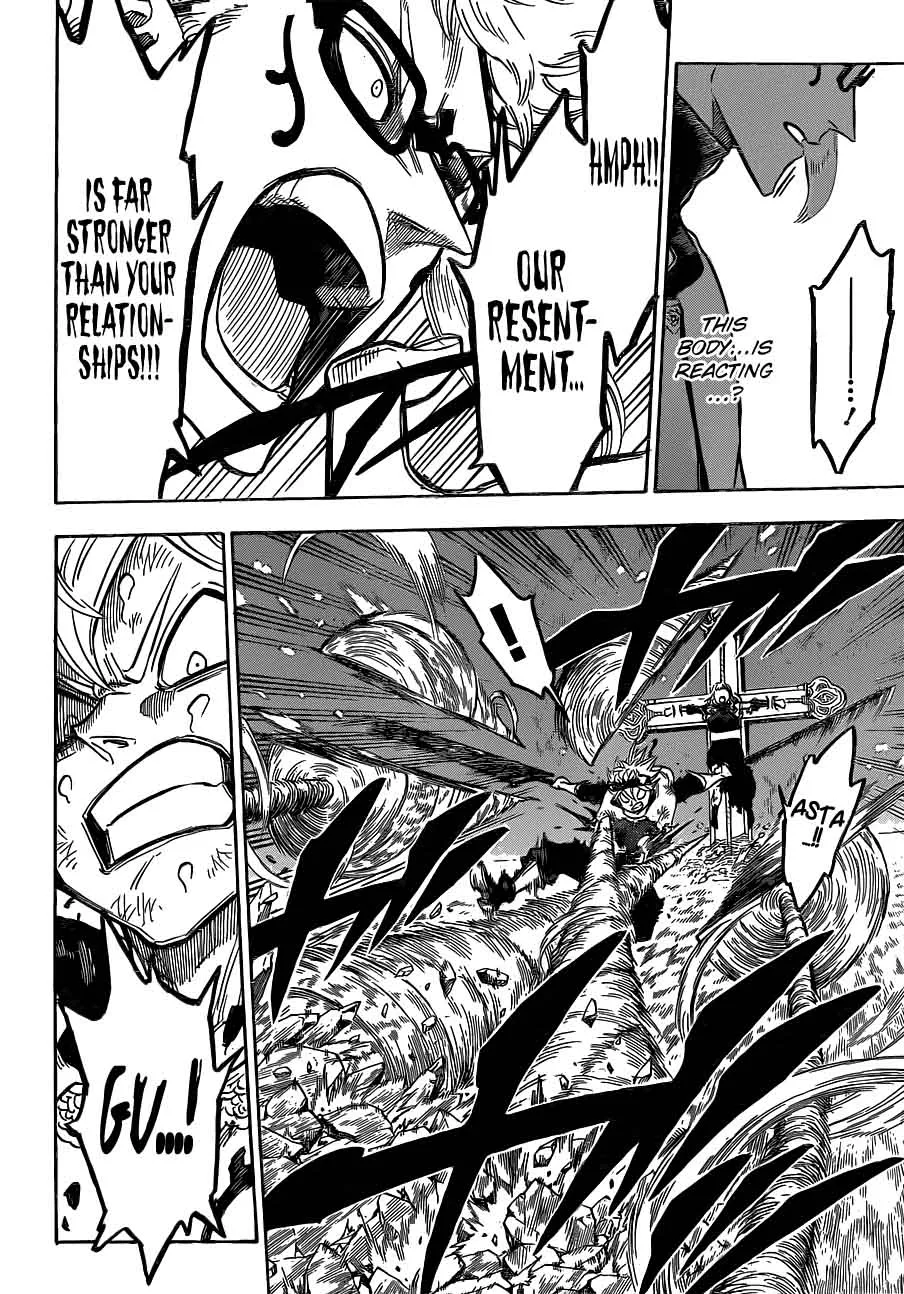 ―――...!
THIS
BODY...IS
REACTING
...?
HMPH!!
OUR
RESENT-
MENT...
IS FAR
STRONGER
THAN YOUR
RELATION-
SHIPS!!!
!
ASTA
...!!
GU....!